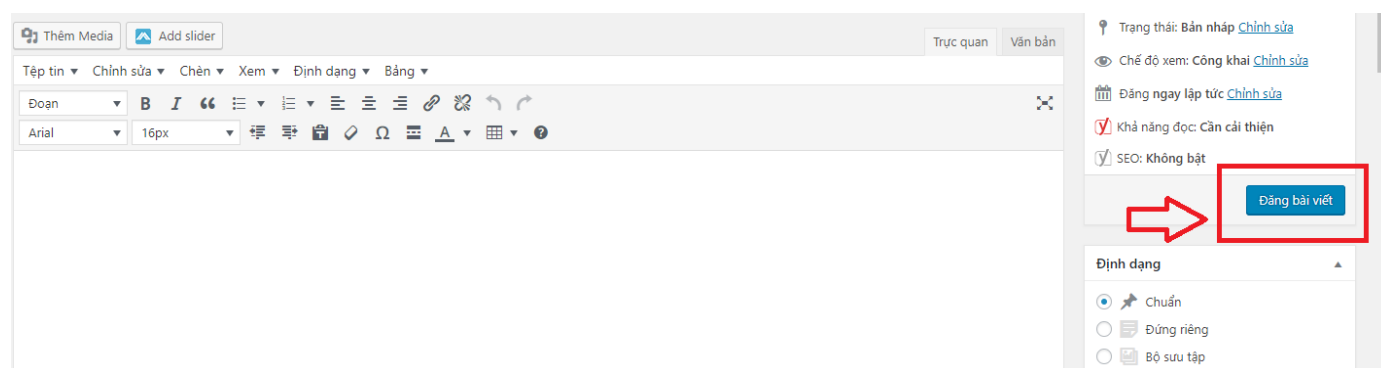 Thêm Media Add slider
Trực quan Văn bản
Tệp tin Chỉnh sửa Chèn Xem Định dạng Bảng
Đoạn B I
Arial 16px Ω A
Trạng thái: Bản nháp Chỉnh sửa
Chế độ xem: Công khai Chỉnh sửa
Đăng ngay lập tức Chỉnh sửa
Khả năng đọc: Cần cải thiện
SEO: Không bật
Đăng bài viết
Định dạng
Chuẩn
Đứng riêng
Bộ sưu tập